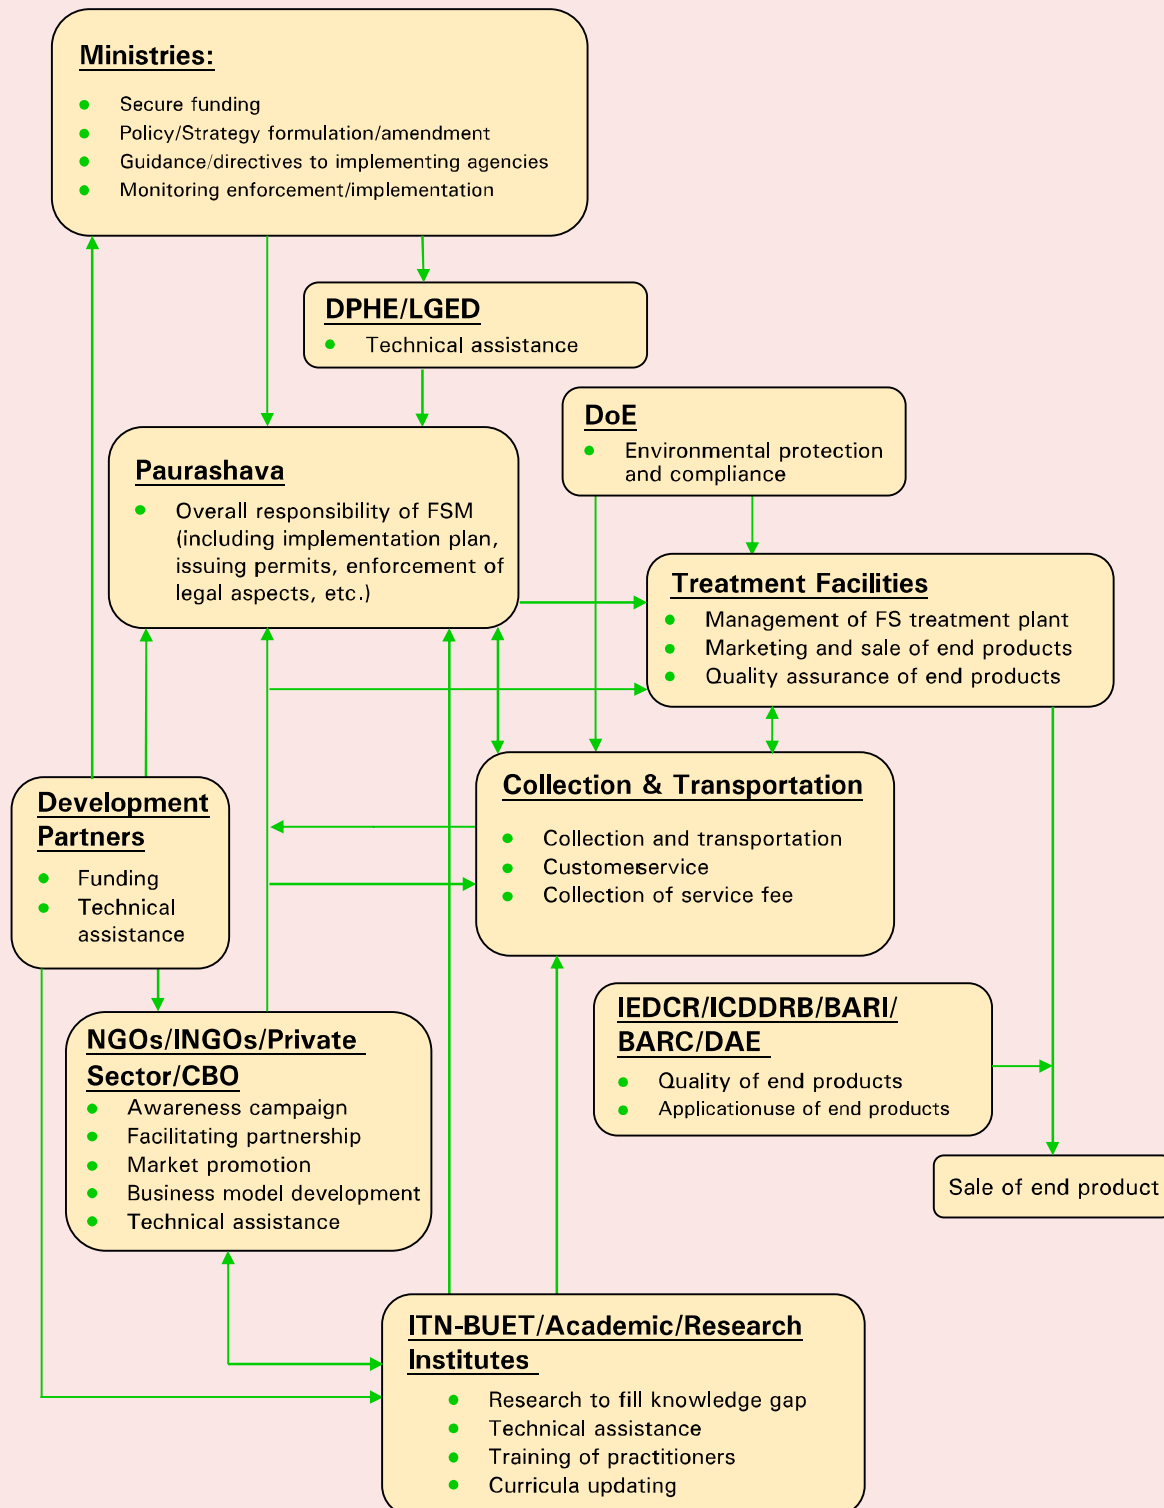 Ministries:
Secure funding
Policy/Strategy formulation/amendment
Guidance/directives to implementing agencies
Monitoring enforcement/implementation
DPHE/LGED
Technical assistance
DoE
Environmental protection
and compliance
Paurashava
Overall responsibility of FSM
(including implementation plan,
issuing permits, enforcement of
legal aspects, etc.)
Treatment Facilities
Management of FS treatment plant
Marketing and sale of end products
Quality assurance of end products
Collection & Transportation
Collection and transportation
Customerservice
Collection of service fee
Development
Partners
Funding
Technical
assistance
NGOs/INGOs/Private
Sector/CBO
Awareness campaign
Facilitating partnership
Market promotion
Business model development
Technical assistance
IEDCR/ICDDRB/BARI/
BARC/DAE
Quality of end products
Applicationuse of end products
Sale of end product
ITN-BUET/Academic/Research
Institutes
Research to fill knowledge gap
Technical assistance
Training of practitioners
Curricula updating